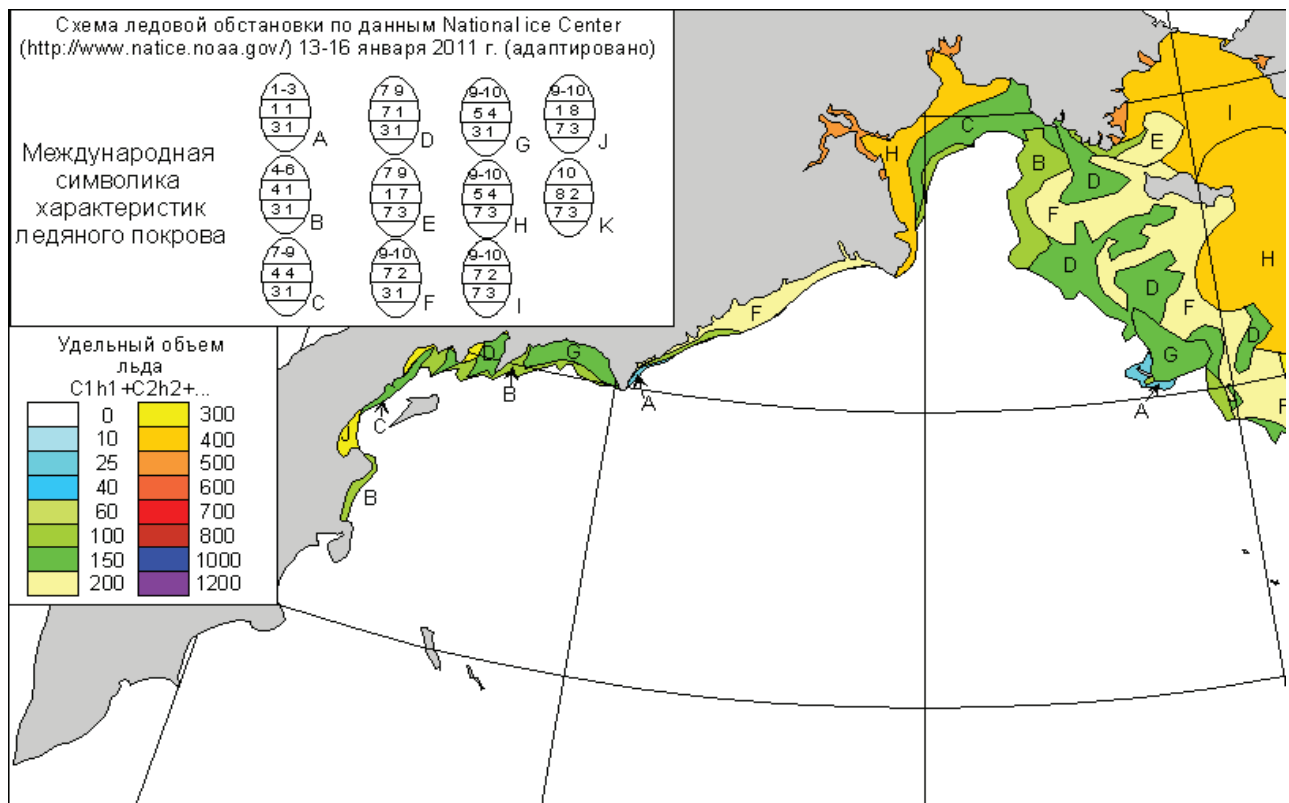 Схема ледовой обстановки по данным National ice Center
(http://www.natice.noaa.gov/) 13-16 января 2011 г. (адаптировано)
Международная
символика
характеристик
ледяного покрова
1-3
1 1
3 1
A
7 9
7 1
3 1
D
9-10
5 4
3 1
G
9-10
1 8
7 3
J
4-6
4 1
3 1
B
7 9
1 7
7 3
E
9-10
5 4
7 3
H
10
8 2
7 3
K
7-9
4 4
3 1
C
9-10
7 2
3 1
F
9-10
7 2
7 3
I
Удельный объем
льда
C1h1+C2h2+...
0 300
10 400
25 500
40 600
60 700
100 800
150 1000
200 1200
H
C
B
D
E
I
F
D
H
D
F
D
G
A
F
F
D
G
B
A
C
J
B